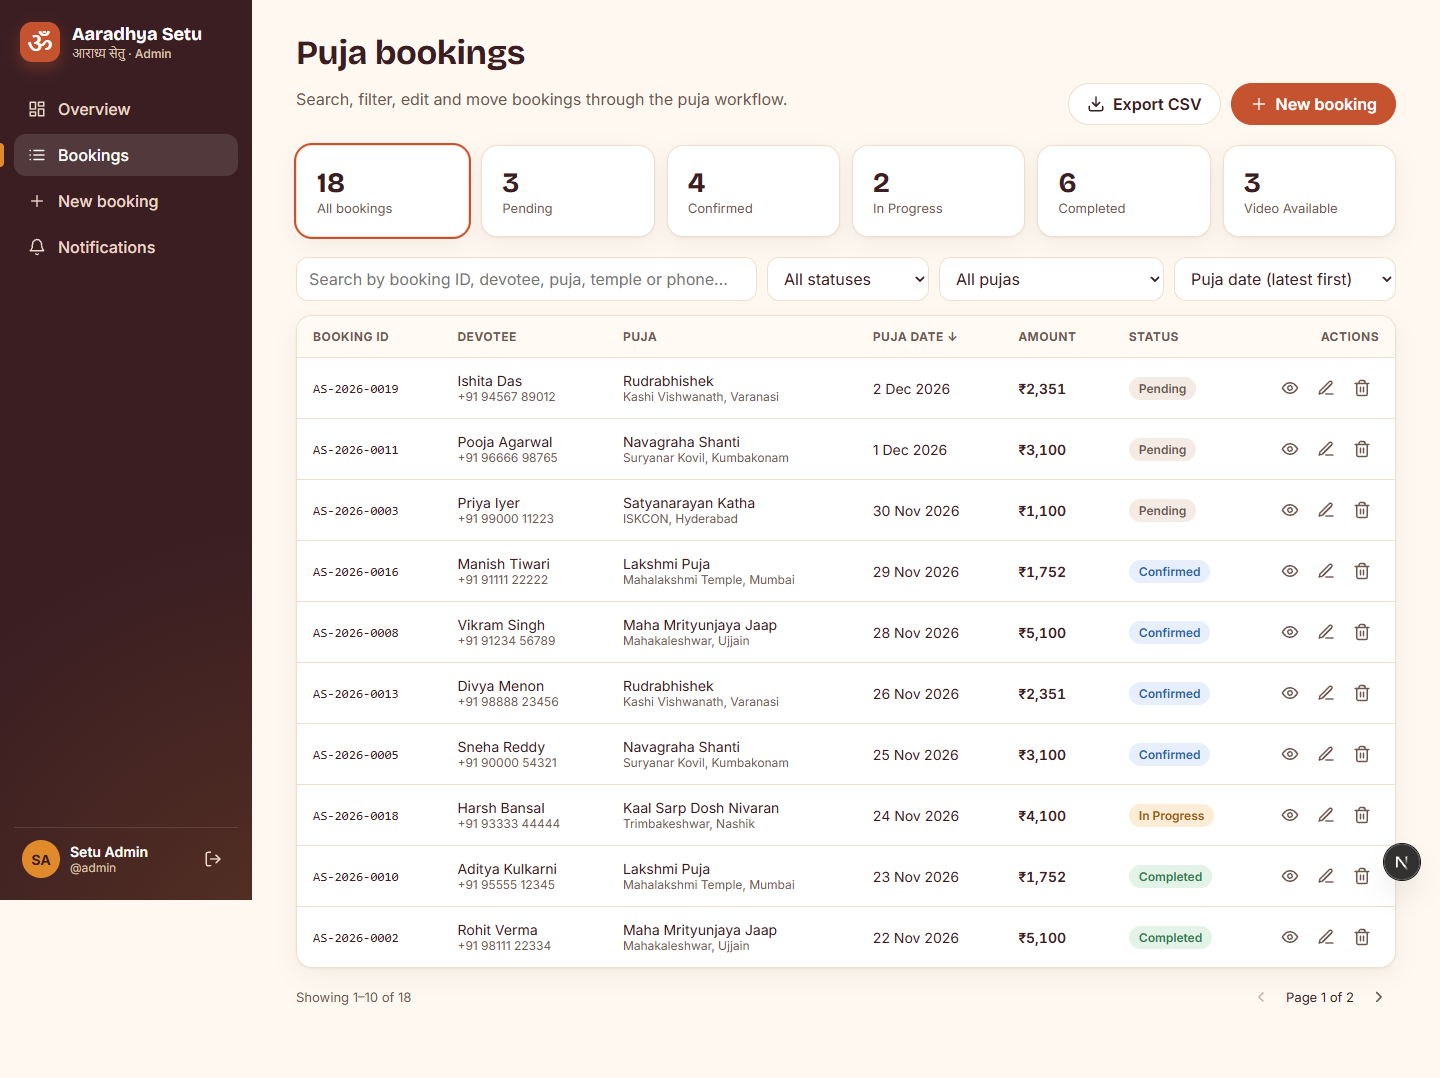 ॐ
Aaradhya Setu
आराध्य सेतु · Admin
Overview
Bookings
New booking
Notifications
SA
Setu Admin
@admin
Puja bookings
Search, filter, edit and move bookings through the puja workflow.
Export CSV
+ New booking
18
All bookings
3
Pending
4
Confirmed
2
In Progress
6
Completed
3
Video Available
Search by booking ID, devotee, puja, temple or phone...
All statuses
All pujas
Puja date (latest first)
BOOKING ID DEVOTEE PUJA PUJA DATE ↓ AMOUNT STATUS ACTIONS
AS-2026-0019 Ishita Das Rudrabhishek 2 Dec 2026 ₹2,351 Pending
+91 94567 89012 Kashi Vishwanath, Varanasi
AS-2026-0011 Pooja Agarwal Navagraha Shanti 1 Dec 2026 ₹3,100 Pending
+91 96666 98765 Suryanar Kovil, Kumbakonam
AS-2026-0003 Priya Iyer Satyanarayan Katha 30 Nov 2026 ₹1,100 Pending
+91 99000 11223 ISKCON, Hyderabad
AS-2026-0016 Manish Tiwari Lakshmi Puja 29 Nov 2026 ₹1,752 Confirmed
+91 91111 22222 Mahalakshmi Temple, Mumbai
AS-2026-0008 Vikram Singh Maha Mrityunjaya Jaap 28 Nov 2026 ₹5,100 Confirmed
+91 91234 56789 Mahakaleshwar, Ujjain
AS-2026-0013 Divya Menon Rudrabhishek 26 Nov 2026 ₹2,351 Confirmed
+91 98888 23456 Kashi Vishwanath, Varanasi
AS-2026-0005 Sneha Reddy Navagraha Shanti 25 Nov 2026 ₹3,100 Confirmed
+91 90000 54321 Suryanar Kovil, Kumbakonam
AS-2026-0018 Harsh Bansal Kaal Sarp Dosh Nivaran 24 Nov 2026 ₹4,100 In Progress
+91 93333 44444 Trimbakeshwar, Nashik
AS-2026-0010 Aditya Kulkarni Lakshmi Puja 23 Nov 2026 ₹1,752 Completed
+91 95555 12345 Mahalakshmi Temple, Mumbai
AS-2026-0002 Rohit Verma Maha Mrityunjaya Jaap 22 Nov 2026 ₹5,100 Completed
+91 98111 22334 Mahakaleshwar, Ujjain
N
Showing 1–10 of 18
Page 1 of 2